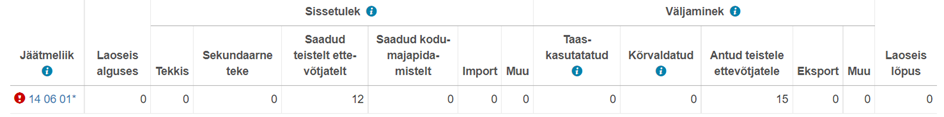 Sissetulek Väljaminek
Jäätmeliik Laoseis alguses Tekkis Sekundaarne teke Saadud teistelt ette-võtjatelt Saadud kodu-majapida-mistelt Import Muu Taas-kasutatatud Kõrvaldatud Antud teistele ettevõtjatele Eksport Muu Laoseis lõpus
14 06 01* 0 0 0 12 0 0 0 0 0 15 0 0 0